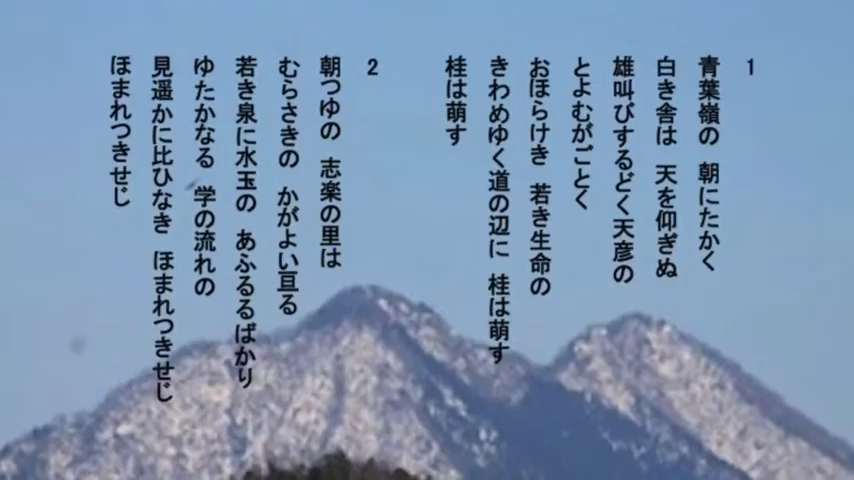 1
青葉嶺の　朝にたかく
白き舎は　天を仰ぎぬ
雄叫びするどく天彦の
とよむがごとく
おほらけき　若き生命の
きわめゆく道の辺に　桂は萌す
桂は萌す
2
朝つゆの　志楽の里は
むらさきの　かがよい亘る
若き泉に水玉の　あふるるばかり
ゆたかなる　学の流れの
見遥かに比ひなき　ほまれつきせじ
ほまれつきせじ